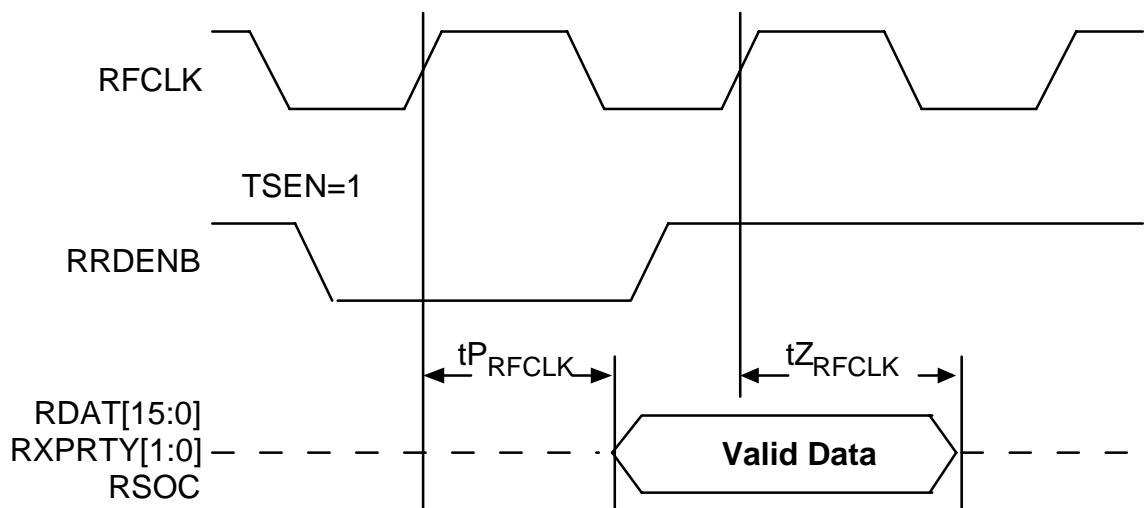 RFCLK
TSEN=1
RRDENB
tPRFCLK
tZRFCLK
RDAT[15:0]
RXPRTY[1:0]
RSOC
Valid Data